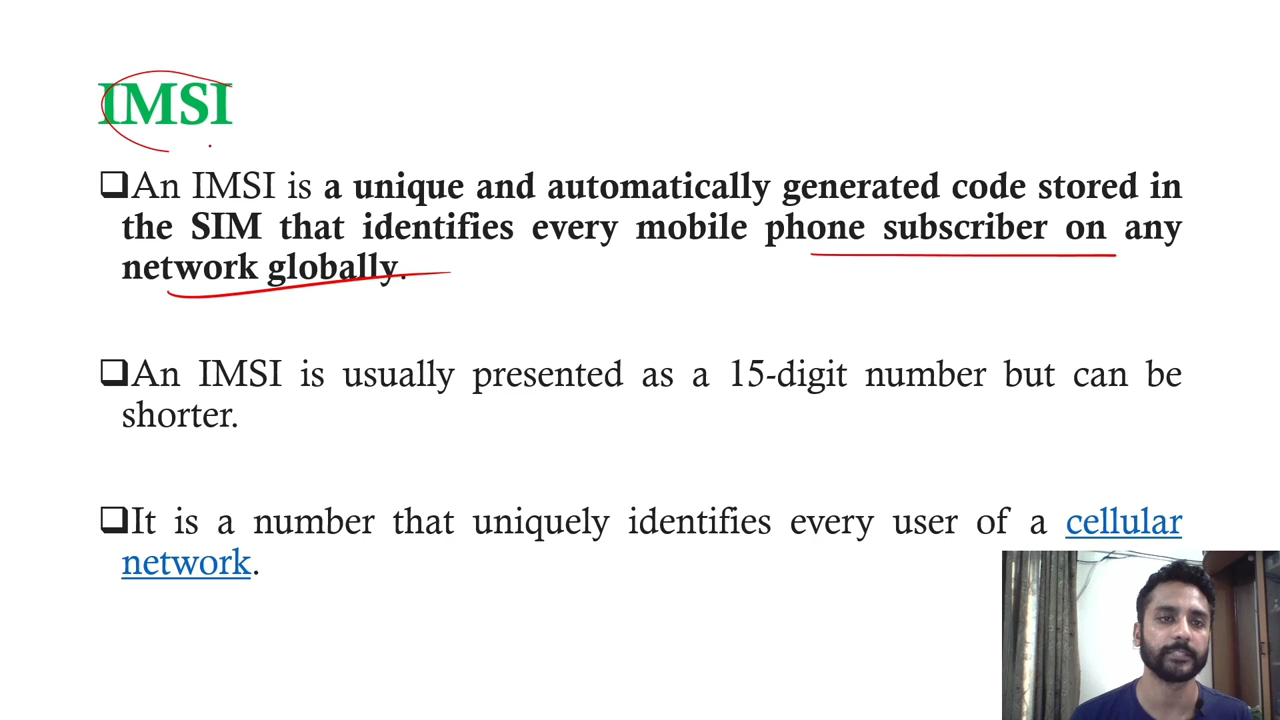 IMSI
❑An IMSI is a unique and automatically generated code stored in
the SIM that identifies every mobile phone subscriber on any
network globally.
❑An IMSI is usually presented as a 15-digit number but can be
shorter.
❑It is a number that uniquely identifies every user of a cellular
network.